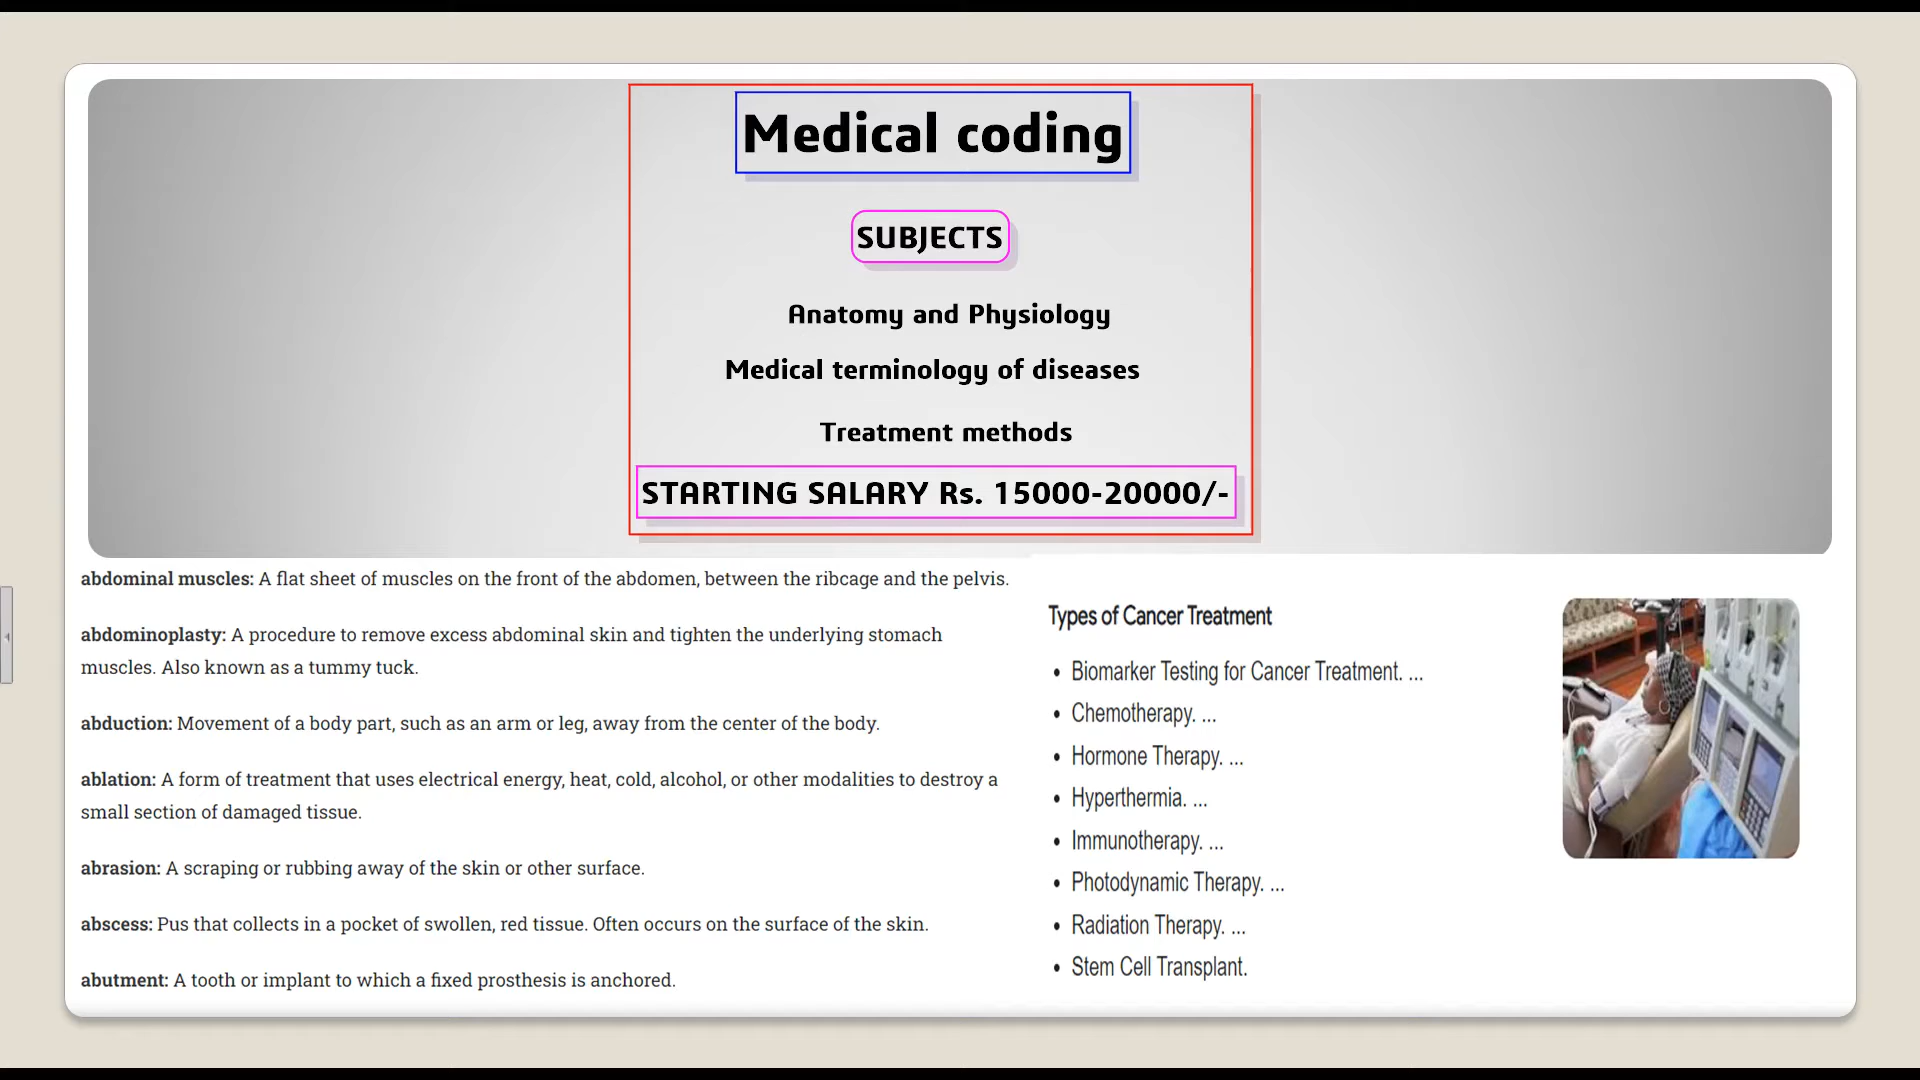 Medical coding
SUBJECTS
Anatomy and Physiology
Medical terminology of diseases
Treatment methods
STARTING SALARY Rs. 15000-20000/-
abdominal muscles: A flat sheet of muscles on the front of the abdomen, between the ribcage and the pelvis.
abdominoplasty: A procedure to remove excess abdominal skin and tighten the underlying stomach
muscles. Also known as a tummy tuck.
abduction: Movement of a body part, such as an arm or leg, away from the center of the body.
ablation: A form of treatment that uses electrical energy, heat, cold, alcohol, or other modalities to destroy a
small section of damaged tissue.
abrasion: A scraping or rubbing away of the skin or other surface.
abscess: Pus that collects in a pocket of swollen, red tissue. Often occurs on the surface of the skin.
abutment: A tooth or implant to which a fixed prosthesis is anchored.
Types of Cancer Treatment
• Biomarker Testing for Cancer Treatment. ...
• Chemotherapy. ...
• Hormone Therapy. ...
• Hyperthermia. ...
• Immunotherapy. ...
• Photodynamic Therapy. ...
• Radiation Therapy. ...
• Stem Cell Transplant.